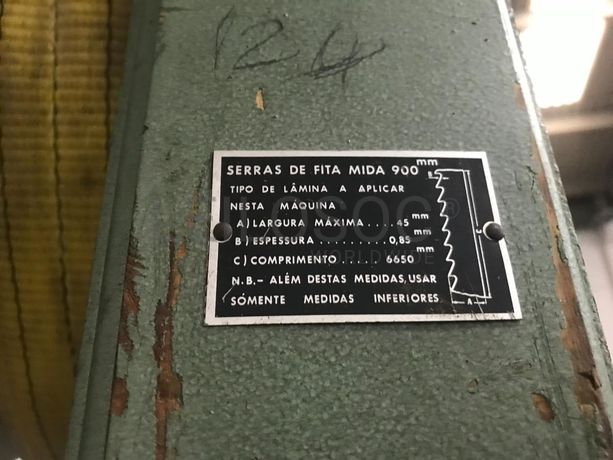 124
SERRAS DE FITA MIDA 900 mm
TIPO DE LÂMINA A APLICAR
NESTA MÁQUINA
A) LARGURA MÁXIMA....45 mm
B) ESPESSURA..........0,85 mm
C) COMPRIMENTO......6650 mm
N.B.- ALÉM DESTAS MEDIDAS, USAR
SÓMENTE MEDIDAS INFERIORES
B
C
A